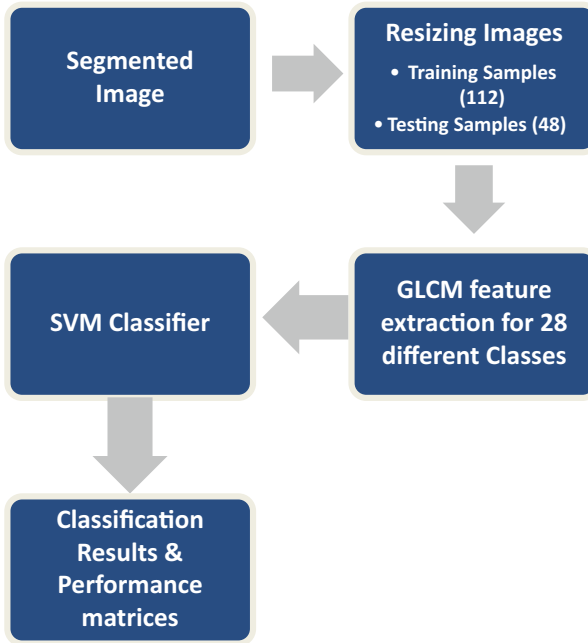 Segmented
Image
Resizing Images
• Training Samples
(112)
• Testing Samples (48)
GLCM feature
extraction for 28
different Classes
SVM Classifier
Classification
Results &
Performance
matrices